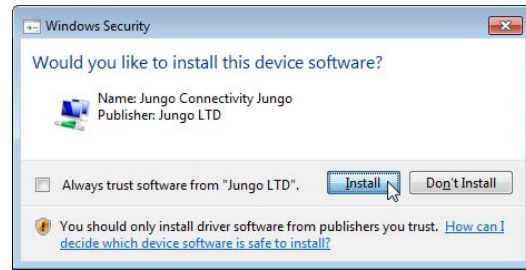 Windows Security
Would you like to install this device software?
Name: Jungo Connectivity Jungo
Publisher: Jungo LTD
Always trust software from "Jungo LTD".
Install
Don't Install
You should only install driver software from publishers you trust. How can I
decide which device software is safe to install?